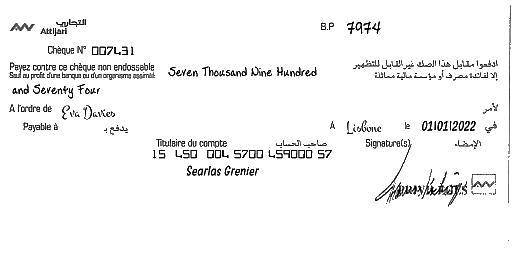 التجاري
Attijari
B.P 7974
Chèque N° 007431
Payez contre ce chèque non endossable
ادفعوا مقابل هذا الصك غير القابل للتظهير
Sauf au profit d'une banque ou d'un organisme assimilé
إلا لفائدة مصرف أو مؤسسة مالية مماثلة
Seven Thousand Nine Hundred
and Seventy Four
A l'ordre de Eva Davies
لأمر
Payable à يدفع بـ
A Lisbone le 01/01/2022 في
Titulaire du compte صاحب الحساب
Signature(s) الإمضاء
15 450 004 5700 459000 57
Searlas Grenier